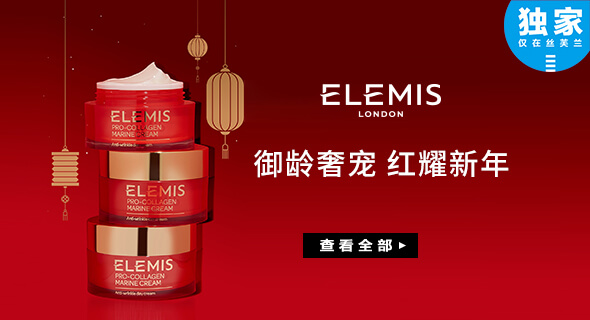 独家
仅在丝芙兰
ELEMIS
LONDON
御龄奢宠 红耀新年
查看全部
ELEMIS
PRO-COLLAGEN
MARINE CREAM
ELEMIS
PRO-COLLAGEN
MARINE CREAM
ELEMIS
PRO-COLLAGEN
MARINE CREAM
Anti-wrinkle day cream